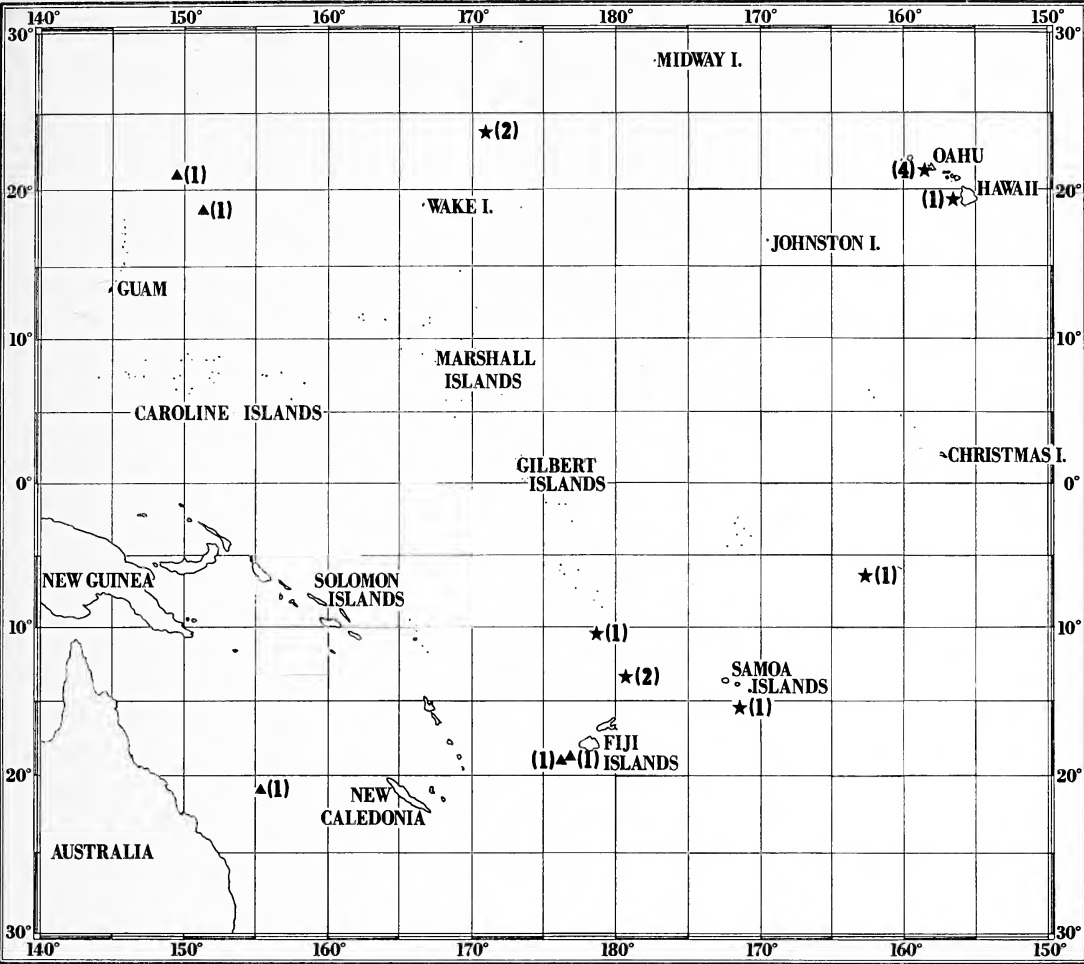 140° 150° 160° 170° 180° 170° 160° 150°
30° 30°
MIDWAY I.
★(2)
▲(1)
OAHU
(4)★
20° 20°
HAWAII
(1)★
▲(1)
WAKE I.
JOHNSTON I.
GUAM
10° 10°
MARSHALL
ISLANDS
CAROLINE ISLANDS
CHRISTMAS I.
GILBERT
ISLANDS
0° 0°
NEW GUINEA
SOLOMON
ISLANDS
★(1)
10° 10°
★(1)
★(2)
SAMOA
ISLANDS
★(1)
FIJI
ISLANDS
(1)▲▲(1)
20° 20°
▲(1)
NEW
CALEDONIA
AUSTRALIA
30° 30°
140° 150° 160° 170° 180° 170° 160° 150°